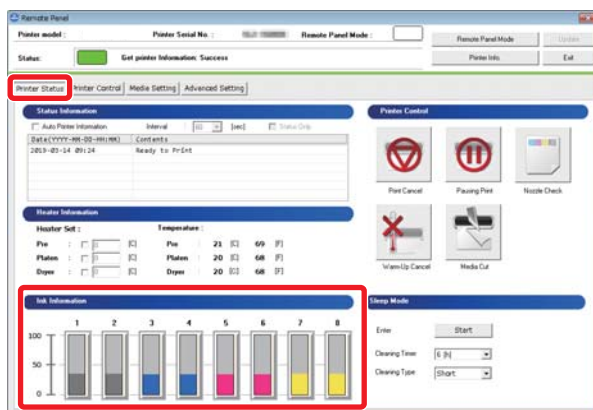 Remote Panel
Printer model : Printer Serial No. : Remote Panel Mode : Remote Panel Mode Update
Status: Get printer Information: Success Printer Info. Exit
Printer Status Printer Control Media Setting Advanced Setting
Status Information Printer Control
Auto Printer Information Interval : 60 [sec] Status Only
Date(YYYY-MM-DD-HH:MM) Contents
2019-03-14 09:24 Ready to Print
Print Cancel Pausing Print Nozzle Check
Heater Information
Heater Set : Temperature :
Pre : [C] Pre : 21 [C] 69 [F]
Platen : [C] Platen : 20 [C] 68 [F]
Dryer : [C] Dryer : 20 [C] 68 [F]
Warm-Up Cancel Media Cut
Ink Information Sleep Mode
1 2 3 4 5 6 7 8
100
50
0
Enter Start
Cleaning Timer 6 [h]
Cleaning Type Short